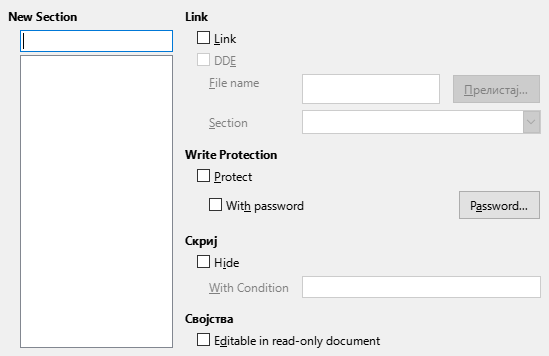 New Section
Link
Link
DDE
File name
Прелистај...
Section
Write Protection
Protect
With password
Password...
Скриј
Hide
With Condition
Својства
Editable in read-only document